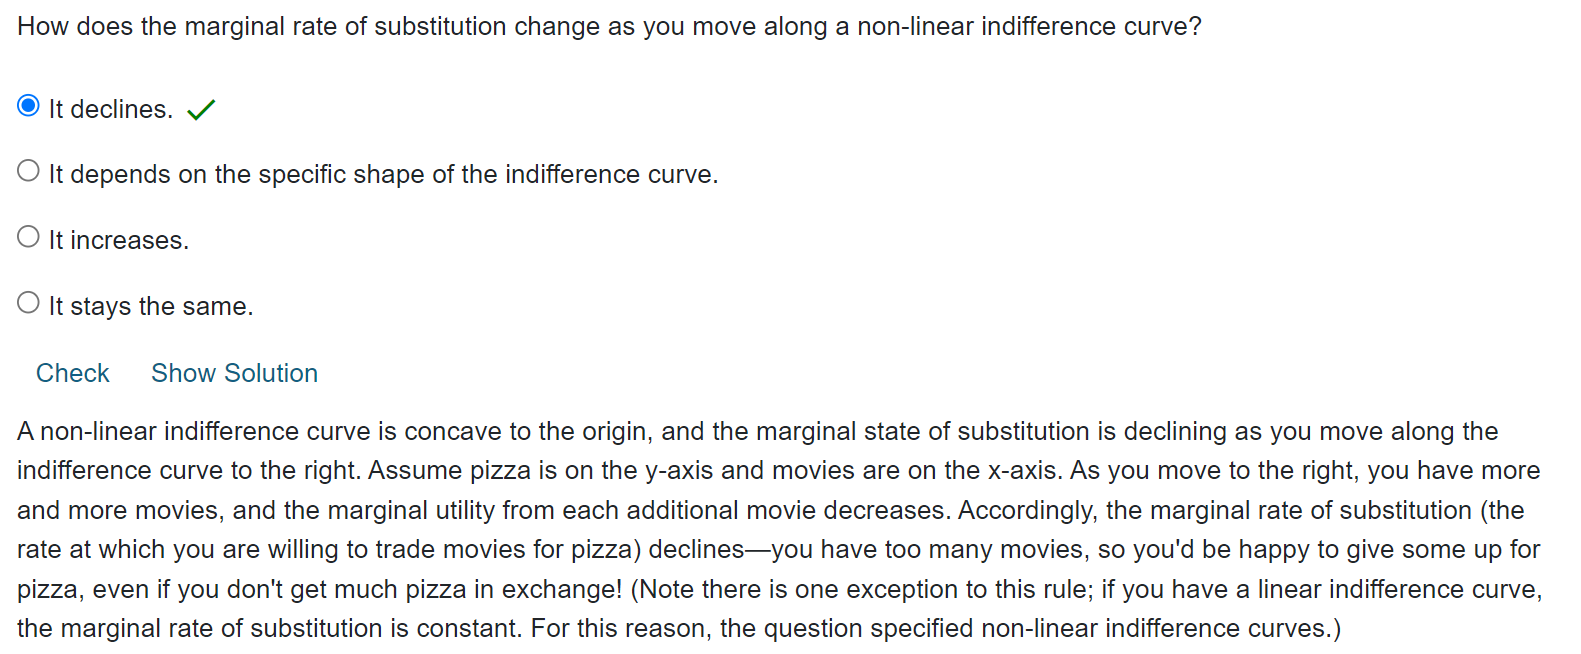 How does the marginal rate of substitution change as you move along a non-linear indifference curve?
It declines.
It depends on the specific shape of the indifference curve.
It increases.
It stays the same.
Check Show Solution
A non-linear indifference curve is concave to the origin, and the marginal state of substitution is declining as you move along the
indifference curve to the right. Assume pizza is on the y-axis and movies are on the x-axis. As you move to the right, you have more
and more movies, and the marginal utility from each additional movie decreases. Accordingly, the marginal rate of substitution (the
rate at which you are willing to trade movies for pizza) declines—you have too many movies, so you'd be happy to give some up for
pizza, even if you don't get much pizza in exchange! (Note there is one exception to this rule; if you have a linear indifference curve,
the marginal rate of substitution is constant. For this reason, the question specified non-linear indifference curves.)